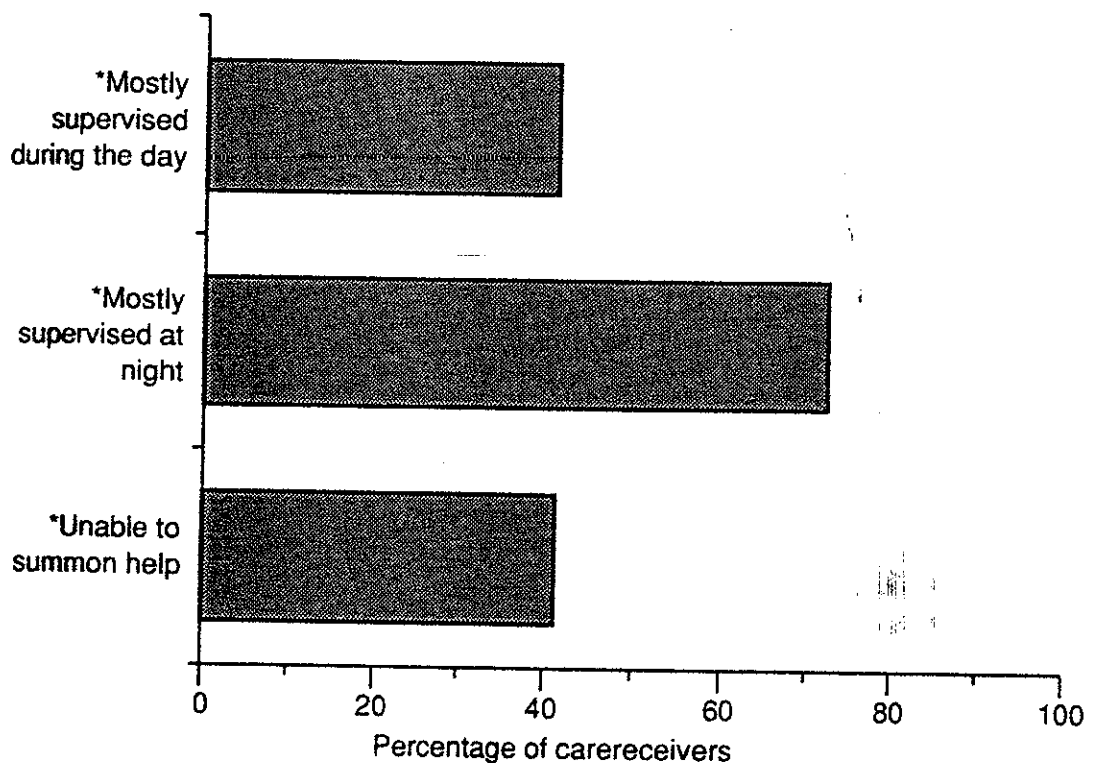 *Mostly
supervised
during the day
*Mostly
supervised at
night
*Unable to
summon help
0 20 40 60 80 100
Percentage of carereceivers